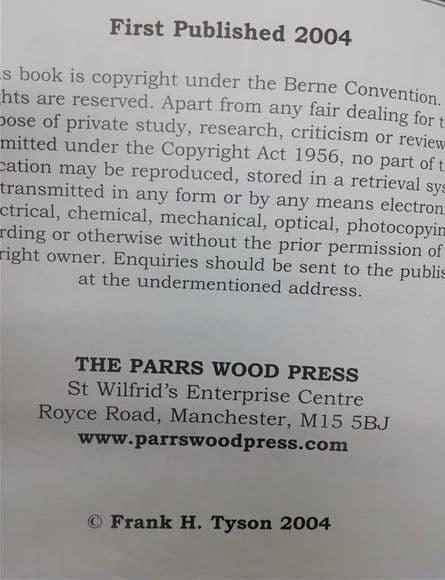 First Published 2004
s book is copyright under the Berne Convention.
hts are reserved. Apart from any fair dealing for t
pose of private study, research, criticism or review
mitted under the Copyright Act 1956, no part of t
cation may be reproduced, stored in a retrieval sys
transmitted in any form or by any means electron
ctrical, chemical, mechanical, optical, photocopyin
rding or otherwise without the prior permission of
right owner. Enquiries should be sent to the publis
at the undermentioned address.
THE PARRS WOOD PRESS
St Wilfrid's Enterprise Centre
Royce Road, Manchester, M15 5BJ
www.parrswoodpress.com
© Frank H. Tyson 2004